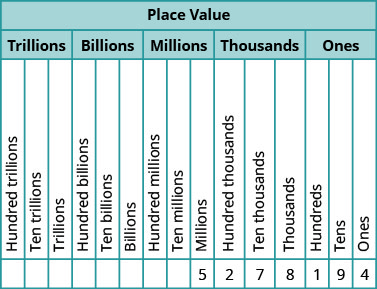 Place Value
Trillions Billions Millions Thousands Ones
Hundred trillions
Ten trillions
Trillions
Hundred billions
Ten billions
Billions
Hundred millions
Ten millions
Millions
Hundred thousands
Ten thousands
Thousands
Hundreds
Tens
Ones
5 2 7 8 1 9 4